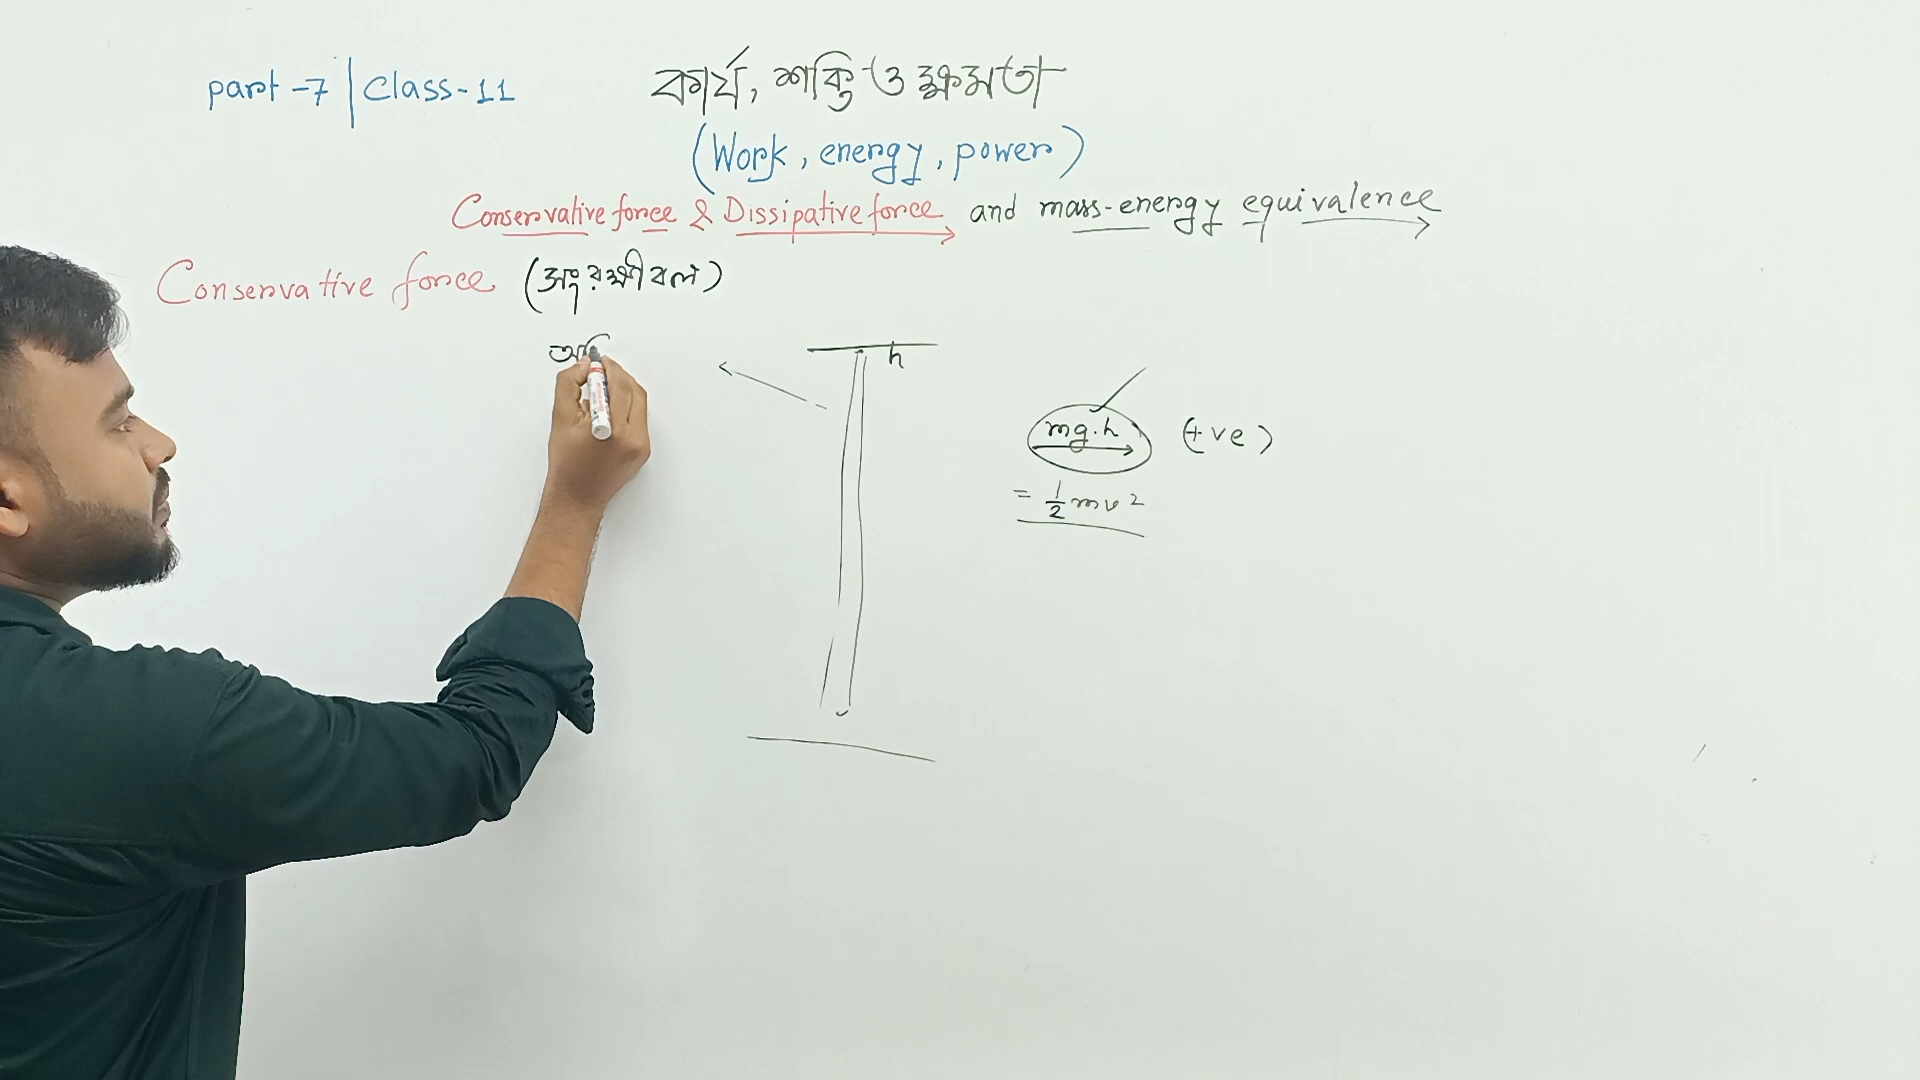 part-7 | Class-11
কার্য, শক্তি ও ক্ষমতা
(Work, energy, power)
Conservative force & Dissipative force and mass-energy equivalence
Conservative force (সংরক্ষী বল)
h
mg.h (+ve)
= 1/2 mv²